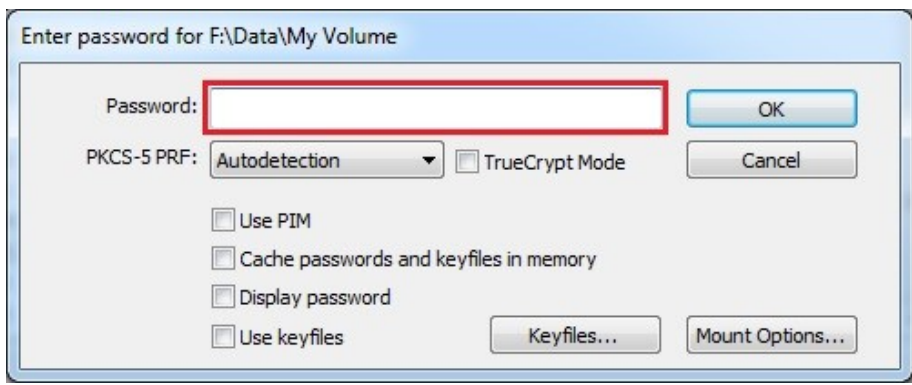 Enter password for F:\Data\My Volume
Password:
OK
PKCS-5 PRF: Autodetection TrueCrypt Mode Cancel
Use PIM
Cache passwords and keyfiles in memory
Display password
Use keyfiles Keyfiles... Mount Options...